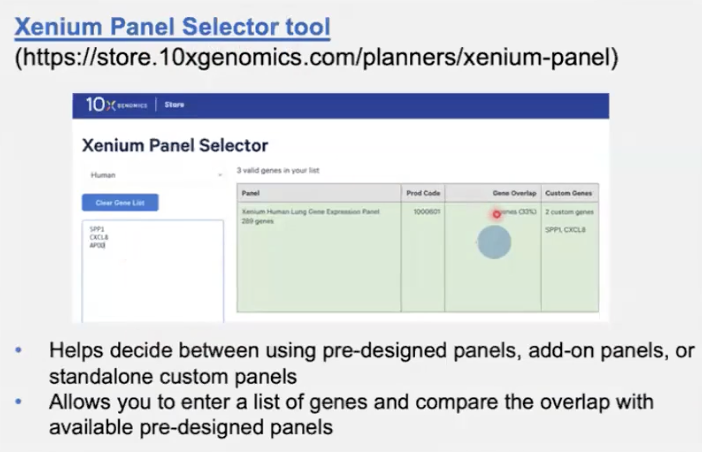 Xenium Panel Selector tool
(https://store.10xgenomics.com/planners/xenium-panel)
10X GENOMICS | Store
Xenium Panel Selector
Human
3 valid genes in your list
Clear Gene List
Panel Prod Code Gene Overlap Custom Genes
Xenium Human Lung Gene Expression Panel 1000601 (33%) 2 custom genes
289 genes
SPP1, CXCL8
SPP1
CXCL8
APOD
• Helps decide between using pre-designed panels, add-on panels, or
standalone custom panels
• Allows you to enter a list of genes and compare the overlap with
available pre-designed panels